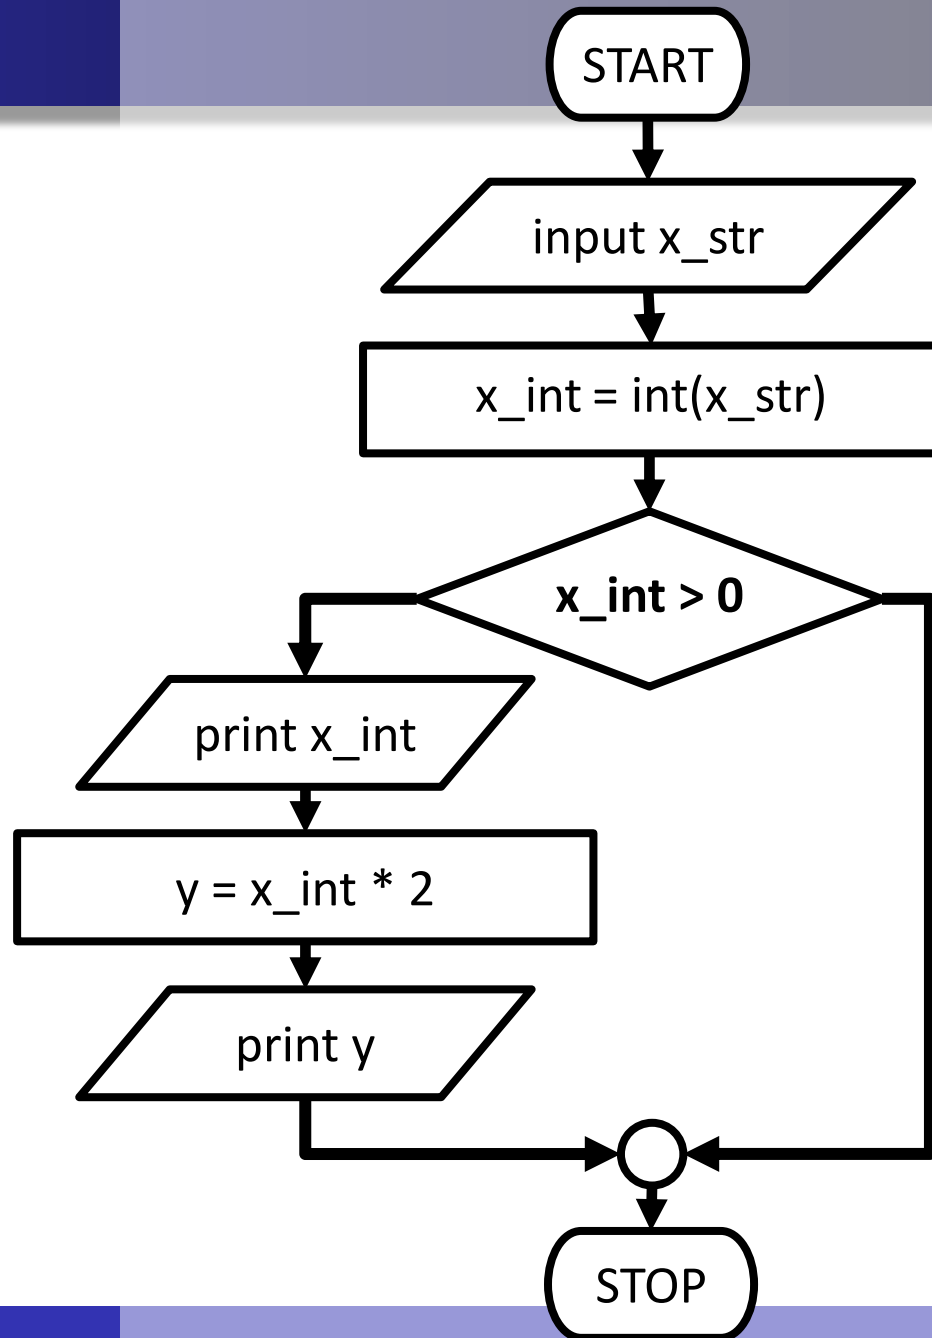 START
input x_str
x_int = int(x_str)
x_int > 0
print x_int
y = x_int * 2
print y
STOP